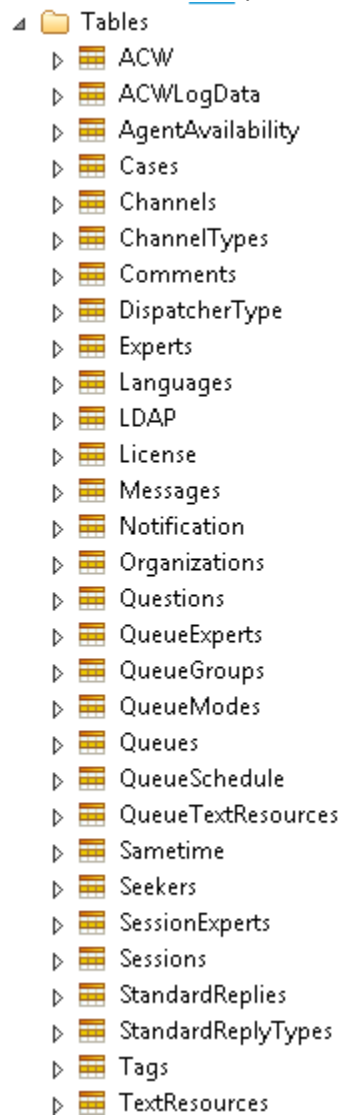 Tables
ACW
ACWLogData
AgentAvailability
Cases
Channels
ChannelTypes
Comments
DispatcherType
Experts
Languages
LDAP
License
Messages
Notification
Organizations
Questions
QueueExperts
QueueGroups
QueueModes
Queues
QueueSchedule
QueueTextResources
Sametime
Seekers
SessionExperts
Sessions
StandardReplies
StandardReplyTypes
Tags
TextResources